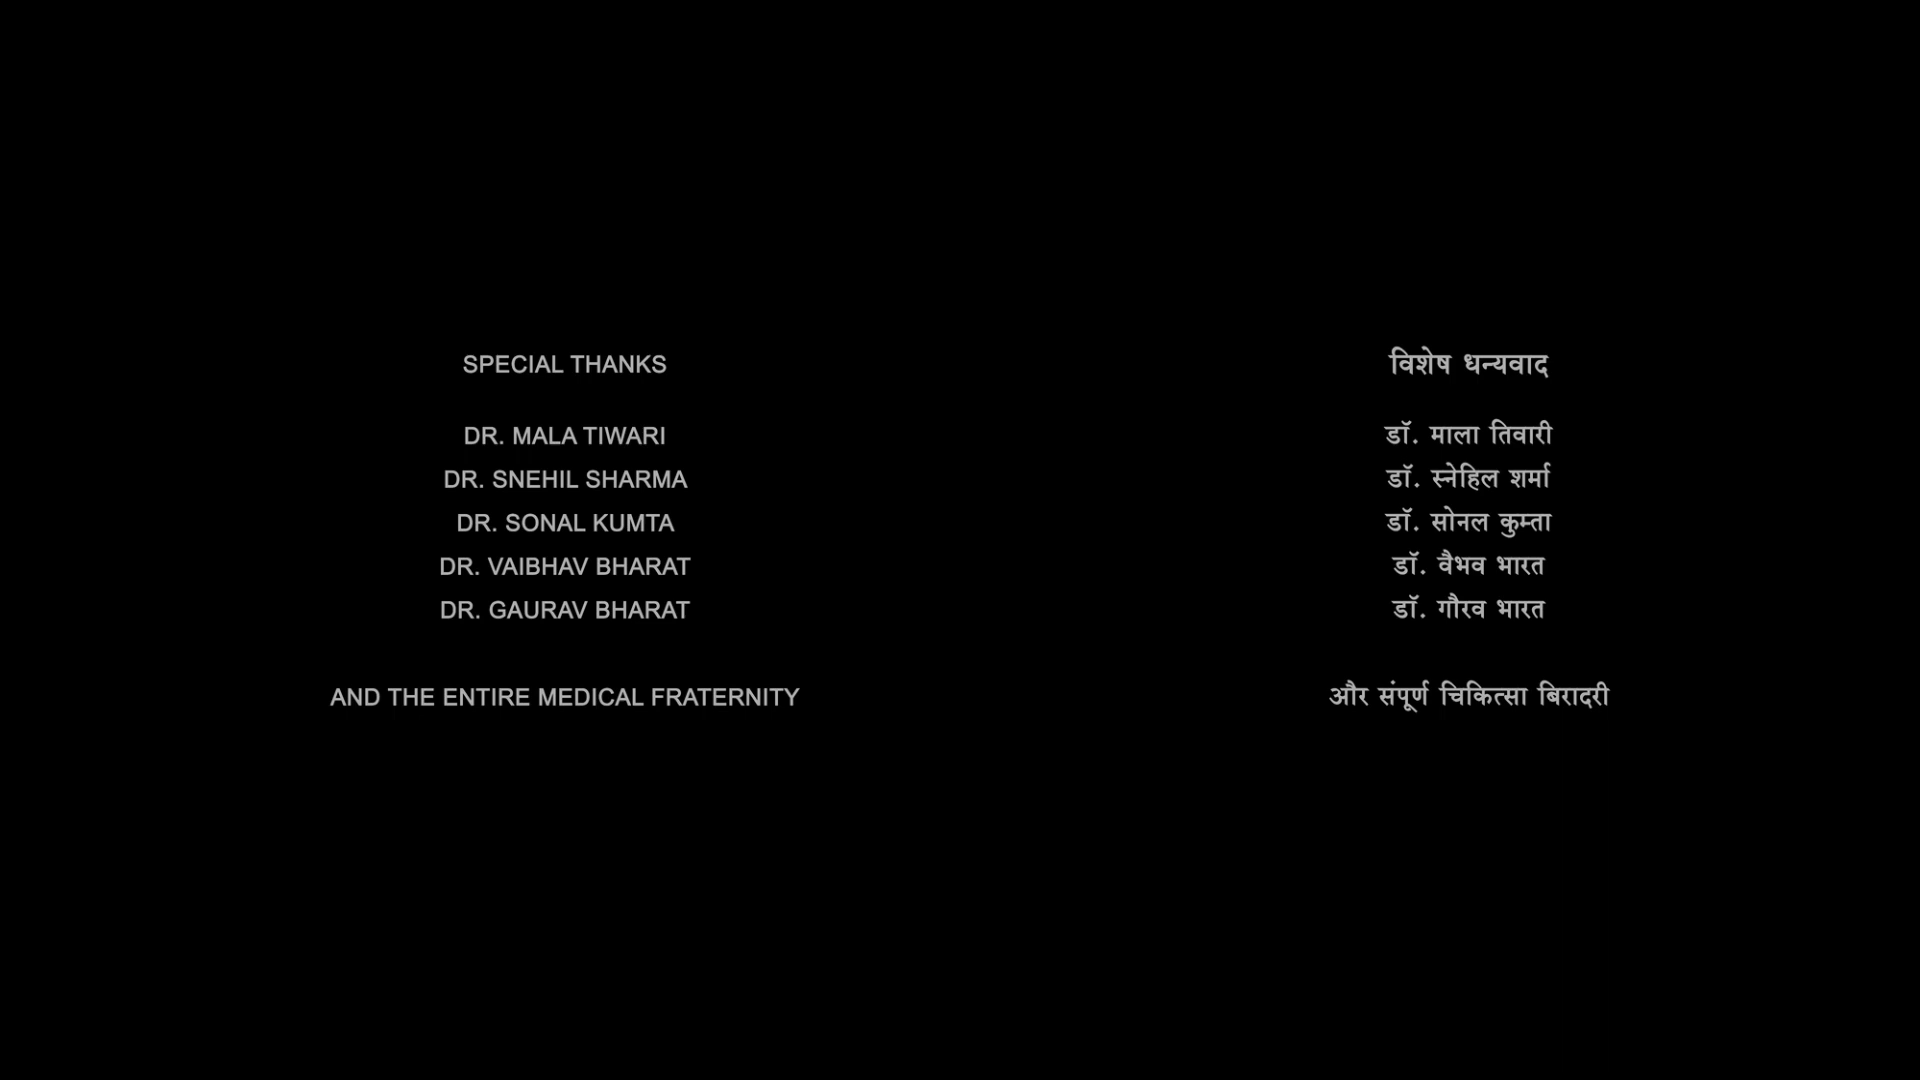 SPECIAL THANKS
DR. MALA TIWARI
DR. SNEHIL SHARMA
DR. SONAL KUMTA
DR. VAIBHAV BHARAT
DR. GAURAV BHARAT
AND THE ENTIRE MEDICAL FRATERNITY
विशेष धन्यवाद
डॉ. माला तिवारी
डॉ. स्नेहिल शर्मा
डॉ. सोनल कुम्ता
डॉ. वैभव भारत
डॉ. गौरव भारत
और संपूर्ण चिकित्सा बिरादरी